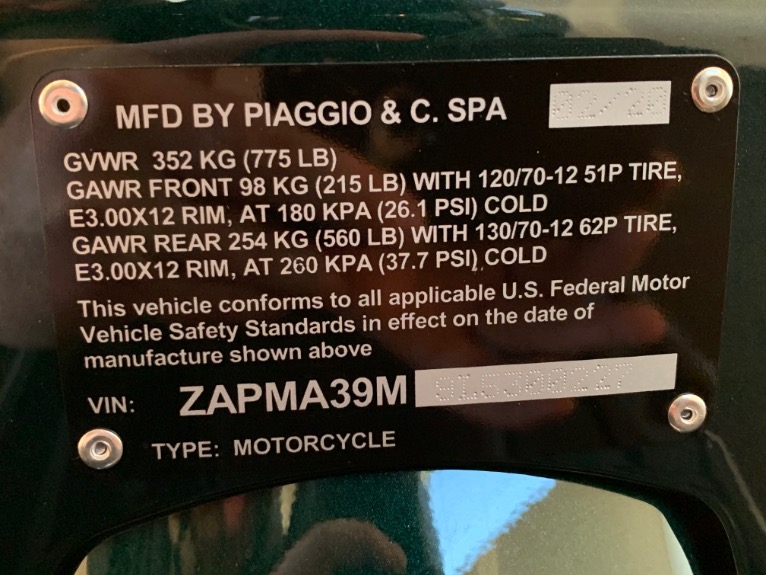 MFD BY PIAGGIO & C. SPA 02/20
GVWR 352 KG (775 LB)
GAWR FRONT 98 KG (215 LB) WITH 120/70-12 51P TIRE,
E3.00X12 RIM, AT 180 KPA (26.1 PSI) COLD
GAWR REAR 254 KG (560 LB) WITH 130/70-12 62P TIRE,
E3.00X12 RIM, AT 260 KPA (37.7 PSI) COLD
This vehicle conforms to all applicable U.S. Federal Motor
Vehicle Safety Standards in effect on the date of
manufacture shown above
VIN: ZAPMA39M
TYPE: MOTORCYCLE